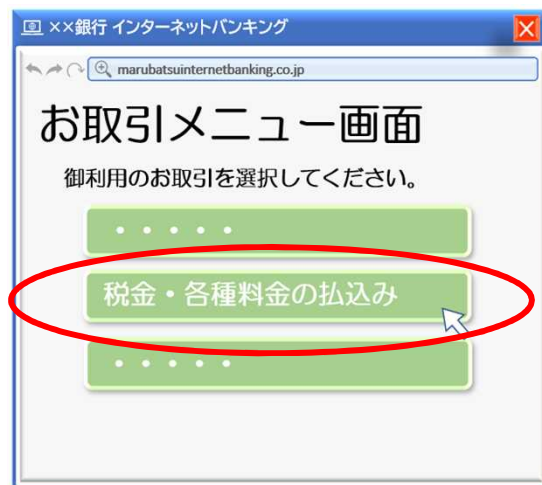 ××銀行 インターネットバンキング
marubatsuinternetbanking.co.jp
お取引メニュー画面
御利用のお取引を選択してください。
・・・・・
税金・各種料金の払込み
・・・・・